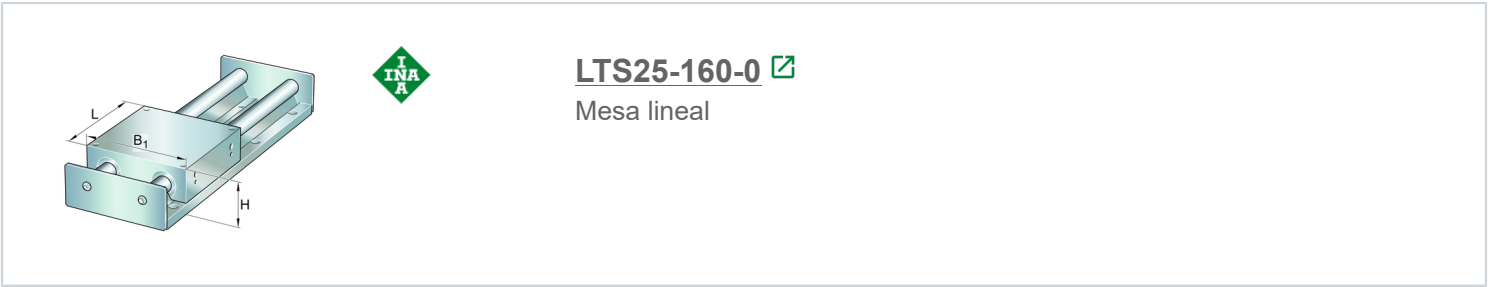 L
B₁
H
I
INA
A
LTS25-160-0
Mesa lineal